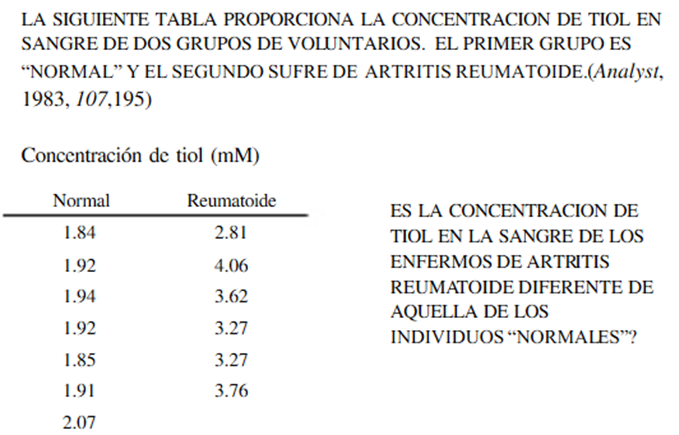 LA SIGUIENTE TABLA PROPORCIONA LA CONCENTRACION DE TIOL EN
SANGRE DE DOS GRUPOS DE VOLUNTARIOS. EL PRIMER GRUPO ES
“NORMAL” Y EL SEGUNDO SUFRE DE ARTRITIS REUMATOIDE.(Analyst,
1983, 107,195)
Concentración de tiol (mM)
Normal Reumatoide
1.84 2.81
1.92 4.06
1.94 3.62
1.92 3.27
1.85 3.27
1.91 3.76
2.07
ES LA CONCENTRACION DE
TIOL EN LA SANGRE DE LOS
ENFERMOS DE ARTRITIS
REUMATOIDE DIFERENTE DE
AQUELLA DE LOS
INDIVIDUOS “NORMALES”?